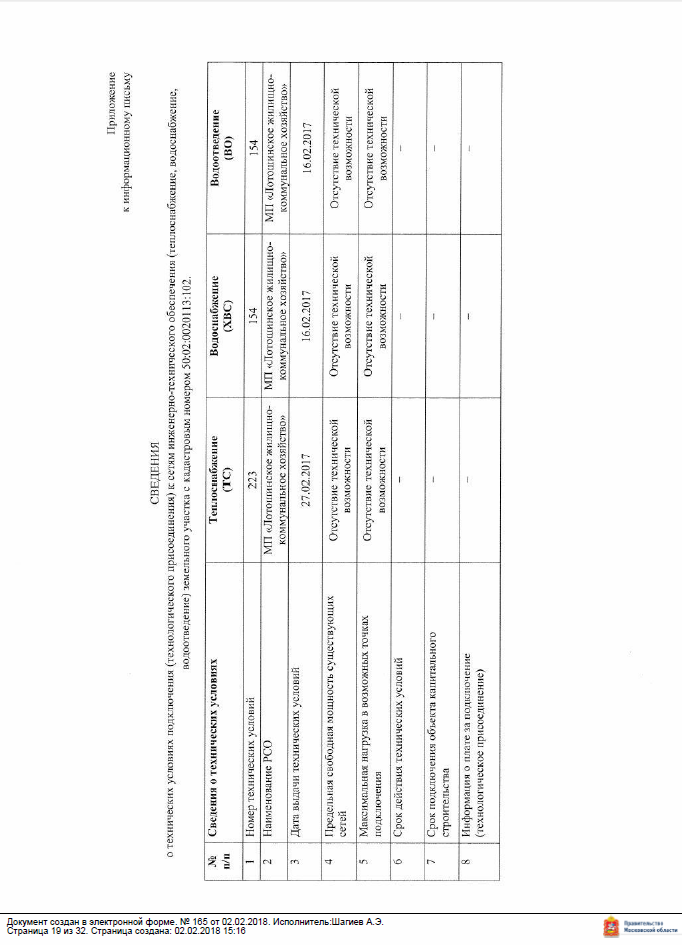 Приложение
к информационному письму
СВЕДЕНИЯ
о технических условиях подключения (технологического присоединения) к сетям инженерно-технического обеспечения (теплоснабжение, водоснабжение,
водоотведение) земельного участка с кадастровым номером 50:02:0020113:102.
№ п/п | Сведения о технических условиях | Теплоснабжение (ТС) | Водоснабжение (ХВС) | Водоотведение (ВО)
1 | Номер технических условий | 223 | 154 | 154
2 | Наименование РСО | МП «Лотошинское жилищно-коммунальное хозяйство» | МП «Лотошинское жилищно-коммунальное хозяйство» | МП «Лотошинское жилищно-коммунальное хозяйство»
3 | Дата выдачи технических условий | 27.02.2017 | 16.02.2017 | 16.02.2017
4 | Предельная свободная мощность существующих сетей | Отсутствие технической возможности | Отсутствие технической возможности | Отсутствие технической возможности
5 | Максимальная нагрузка в возможных точках подключения | Отсутствие технической возможности | Отсутствие технической возможности | Отсутствие технической возможности
6 | Срок действия технических условий | – | – | –
7 | Срок подключения объекта капитального строительства | – | – | –
8 | Информация о плате за подключение (технологическое присоединение) | – | – | –
Документ создан в электронной форме. № 165 от 02.02.2018. Исполнитель:Шагиев А.Э.
Страница 19 из 32. Страница создана: 02.02.2018 15:16
Правительство
Московской области